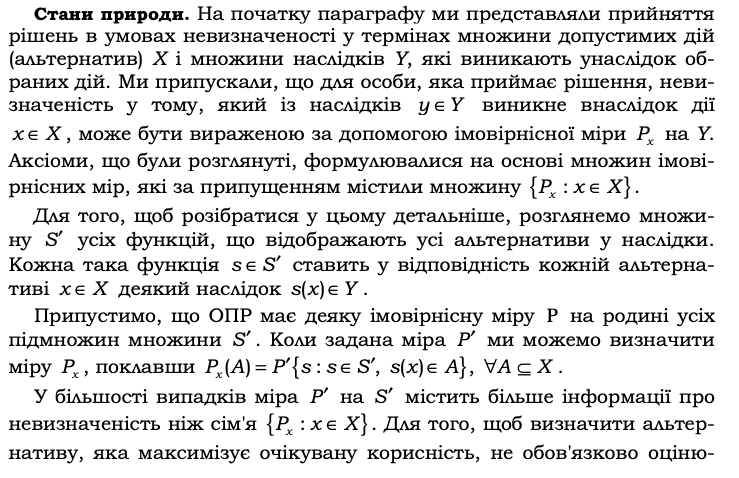 Стани природи. На початку параграфу ми представляли прийняття
рішень в умовах невизначеності у термінах множини допустимих дій
(альтернатив) X і множини наслідків Y, які виникають унаслідок об-
раних дій. Ми припускали, що для особи, яка приймає рішення, неви-
значеність у тому, який із наслідків y ∈ Y виникне внаслідок дії
x ∈ X, може бути вираженою за допомогою імовірнісної міри Pₓ на Y.
Аксіоми, що були розглянуті, формулювалися на основі множин імові-
рнісних мір, які за припущенням містили множину {Pₓ : x ∈ X}.
Для того, щоб розібратися у цьому детальніше, розглянемо множи-
ну S′ усіх функцій, що відображають усі альтернативи у наслідки.
Кожна така функція s ∈ S′ ставить у відповідність кожній альтерна-
тиві x ∈ X деякий наслідок s(x) ∈ Y.
Припустимо, що ОПР має деяку імовірнісну міру P на родині усіх
підмножин множини S′. Коли задана міра P′ ми можемо визначити
міру Pₓ, поклавши Pₓ(A) = P′{s : s ∈ S′, s(x) ∈ A}, ∀A ⊆ X.
У більшості випадків міра P′ на S′ містить більше інформації про
невизначеність ніж сім'я {Pₓ : x ∈ X}. Для того, щоб визначити альтер-
нативу, яка максимізує очікувану корисність, не обов'язково оціню-